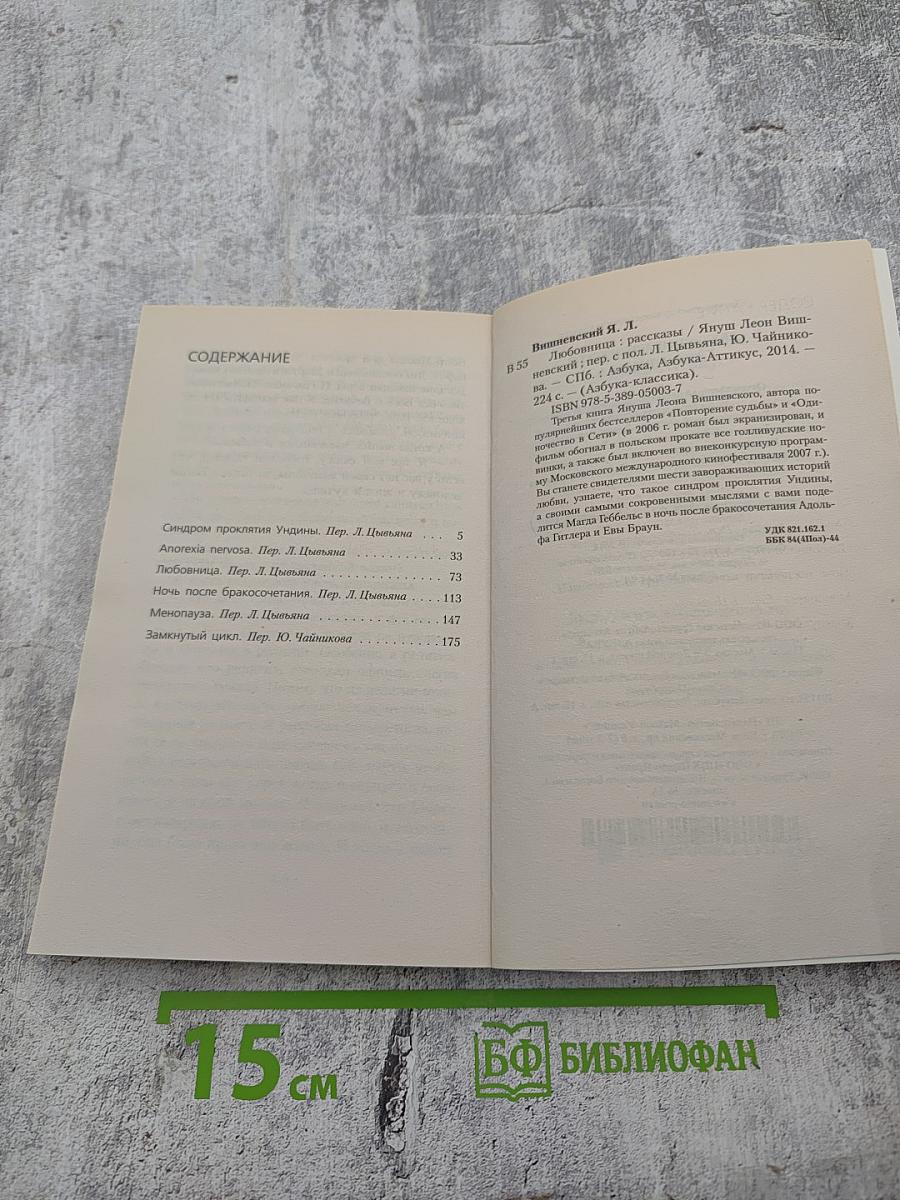 СОДЕРЖАНИЕ
Синдром проклятия Ундины. Пер. Л. Цывьяна . . . 5
Anorexia nervosa. Пер. Л. Цывьяна . . . . . . . . . . . 33
Любовница. Пер. Л. Цывьяна . . . . . . . . . . . . . . . 73
Ночь после бракосочетания. Пер. Л. Цывьяна . . . . 113
Менопауза. Пер. Л. Цывьяна . . . . . . . . . . . . . . . 147
Замкнутый цикл. Пер. Ю. Чайникова . . . . . . . . . . 175
Вишневский Я. Л.
В 55 Любовница : рассказы / Януш Леон Виш-
невский ; пер. с пол. Л. Цывьяна, Ю. Чайнико-
ва. — СПб. : Азбука, Азбука-Аттикус, 2014. —
224 с. — (Азбука-классика).
ISBN 978-5-389-05003-7
Третья книга Януша Леона Вишневского, автора по-
пулярнейших бестселлеров «Повторение судьбы» и «Оди-
ночество в Сети» (в 2006 г. роман был экранизирован, и
фильм обогнал в польском прокате все голливудские но-
винки, а также был включен во внеконкурсную програм-
му Московского международного кинофестиваля 2007 г.).
Вы станете свидетелями шести завораживающих историй
любви, узнаете, что такое синдром проклятия Ундины,
а своими самыми сокровенными мыслями с вами поде-
лится Магда Геббельс в ночь после бракосочетания Адоль-
фа Гитлера и Евы Браун.
УДК 821.162.1
ББК 84(4Пол)-44
15 см
БФ БИБЛИОФАН